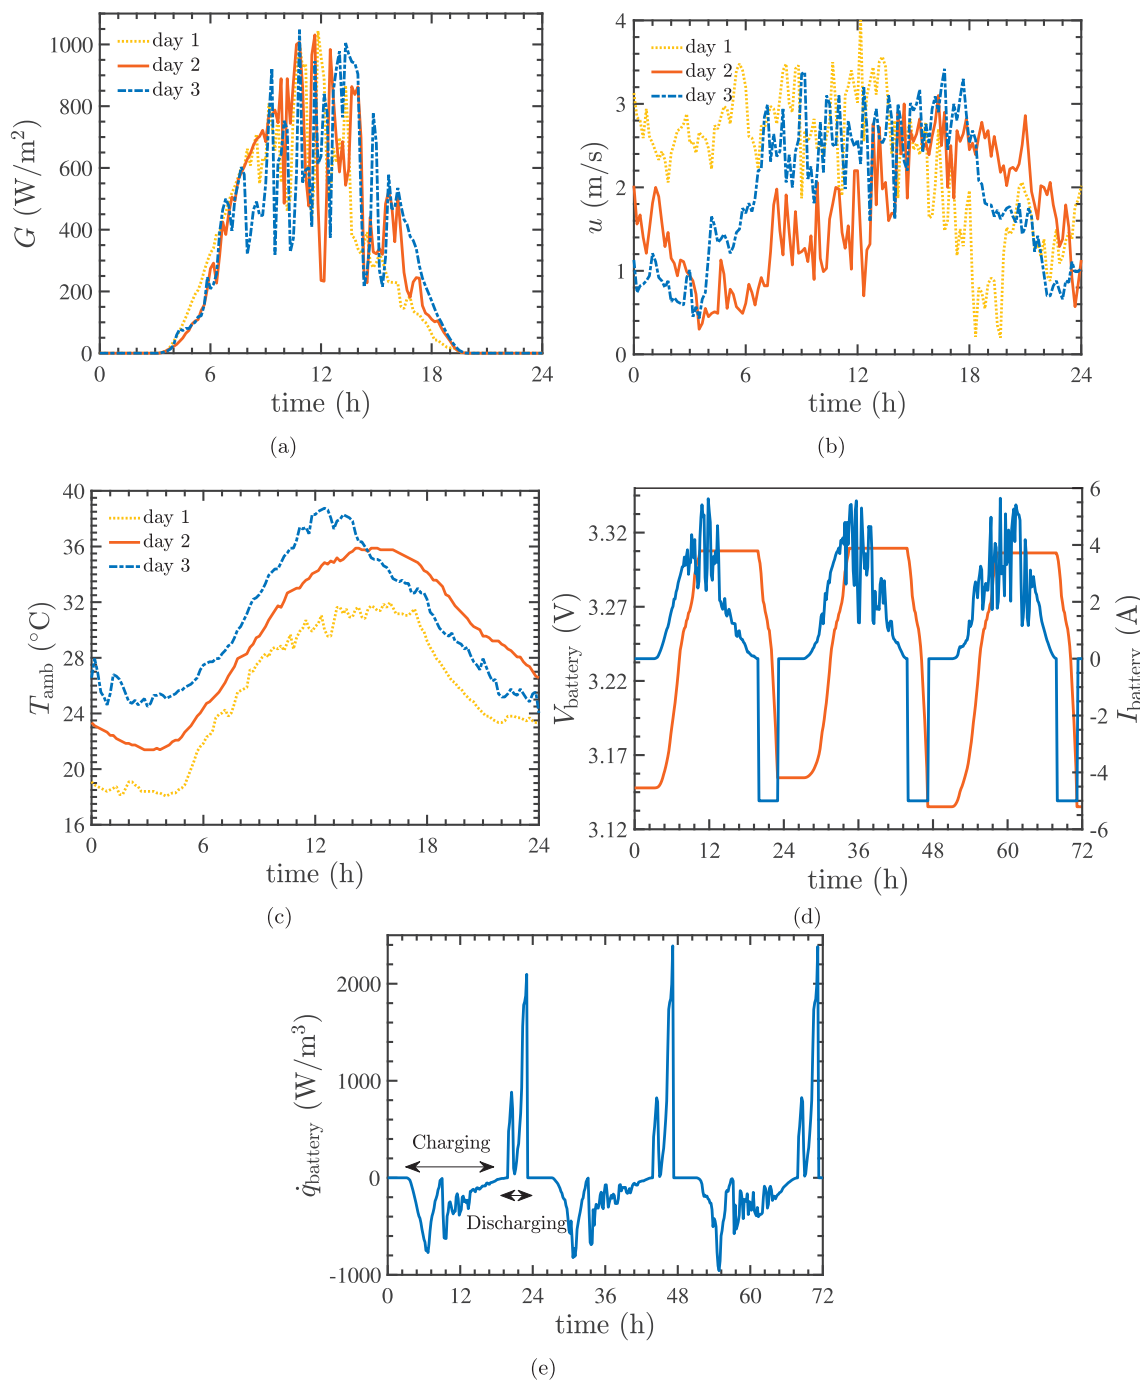 G (W/m²)
1000
800
600
400
200
0
day 1
day 2
day 3
0 6 12 18 24
time (h)
(a)
u (m/s)
4
3
2
1
0
day 1
day 2
day 3
0 6 12 18 24
time (h)
(b)
T_amb (°C)
40
36
32
28
24
20
16
day 1
day 2
day 3
0 6 12 18 24
time (h)
(c)
V_battery (V)
3.32
3.27
3.22
3.17
3.12
I_battery (A)
6
4
2
0
-2
-4
-6
0 12 24 36 48 60 72
time (h)
(d)
q̇_battery (W/m³)
2000
1000
0
-1000
Charging
Discharging
0 12 24 36 48 60 72
time (h)
(e)